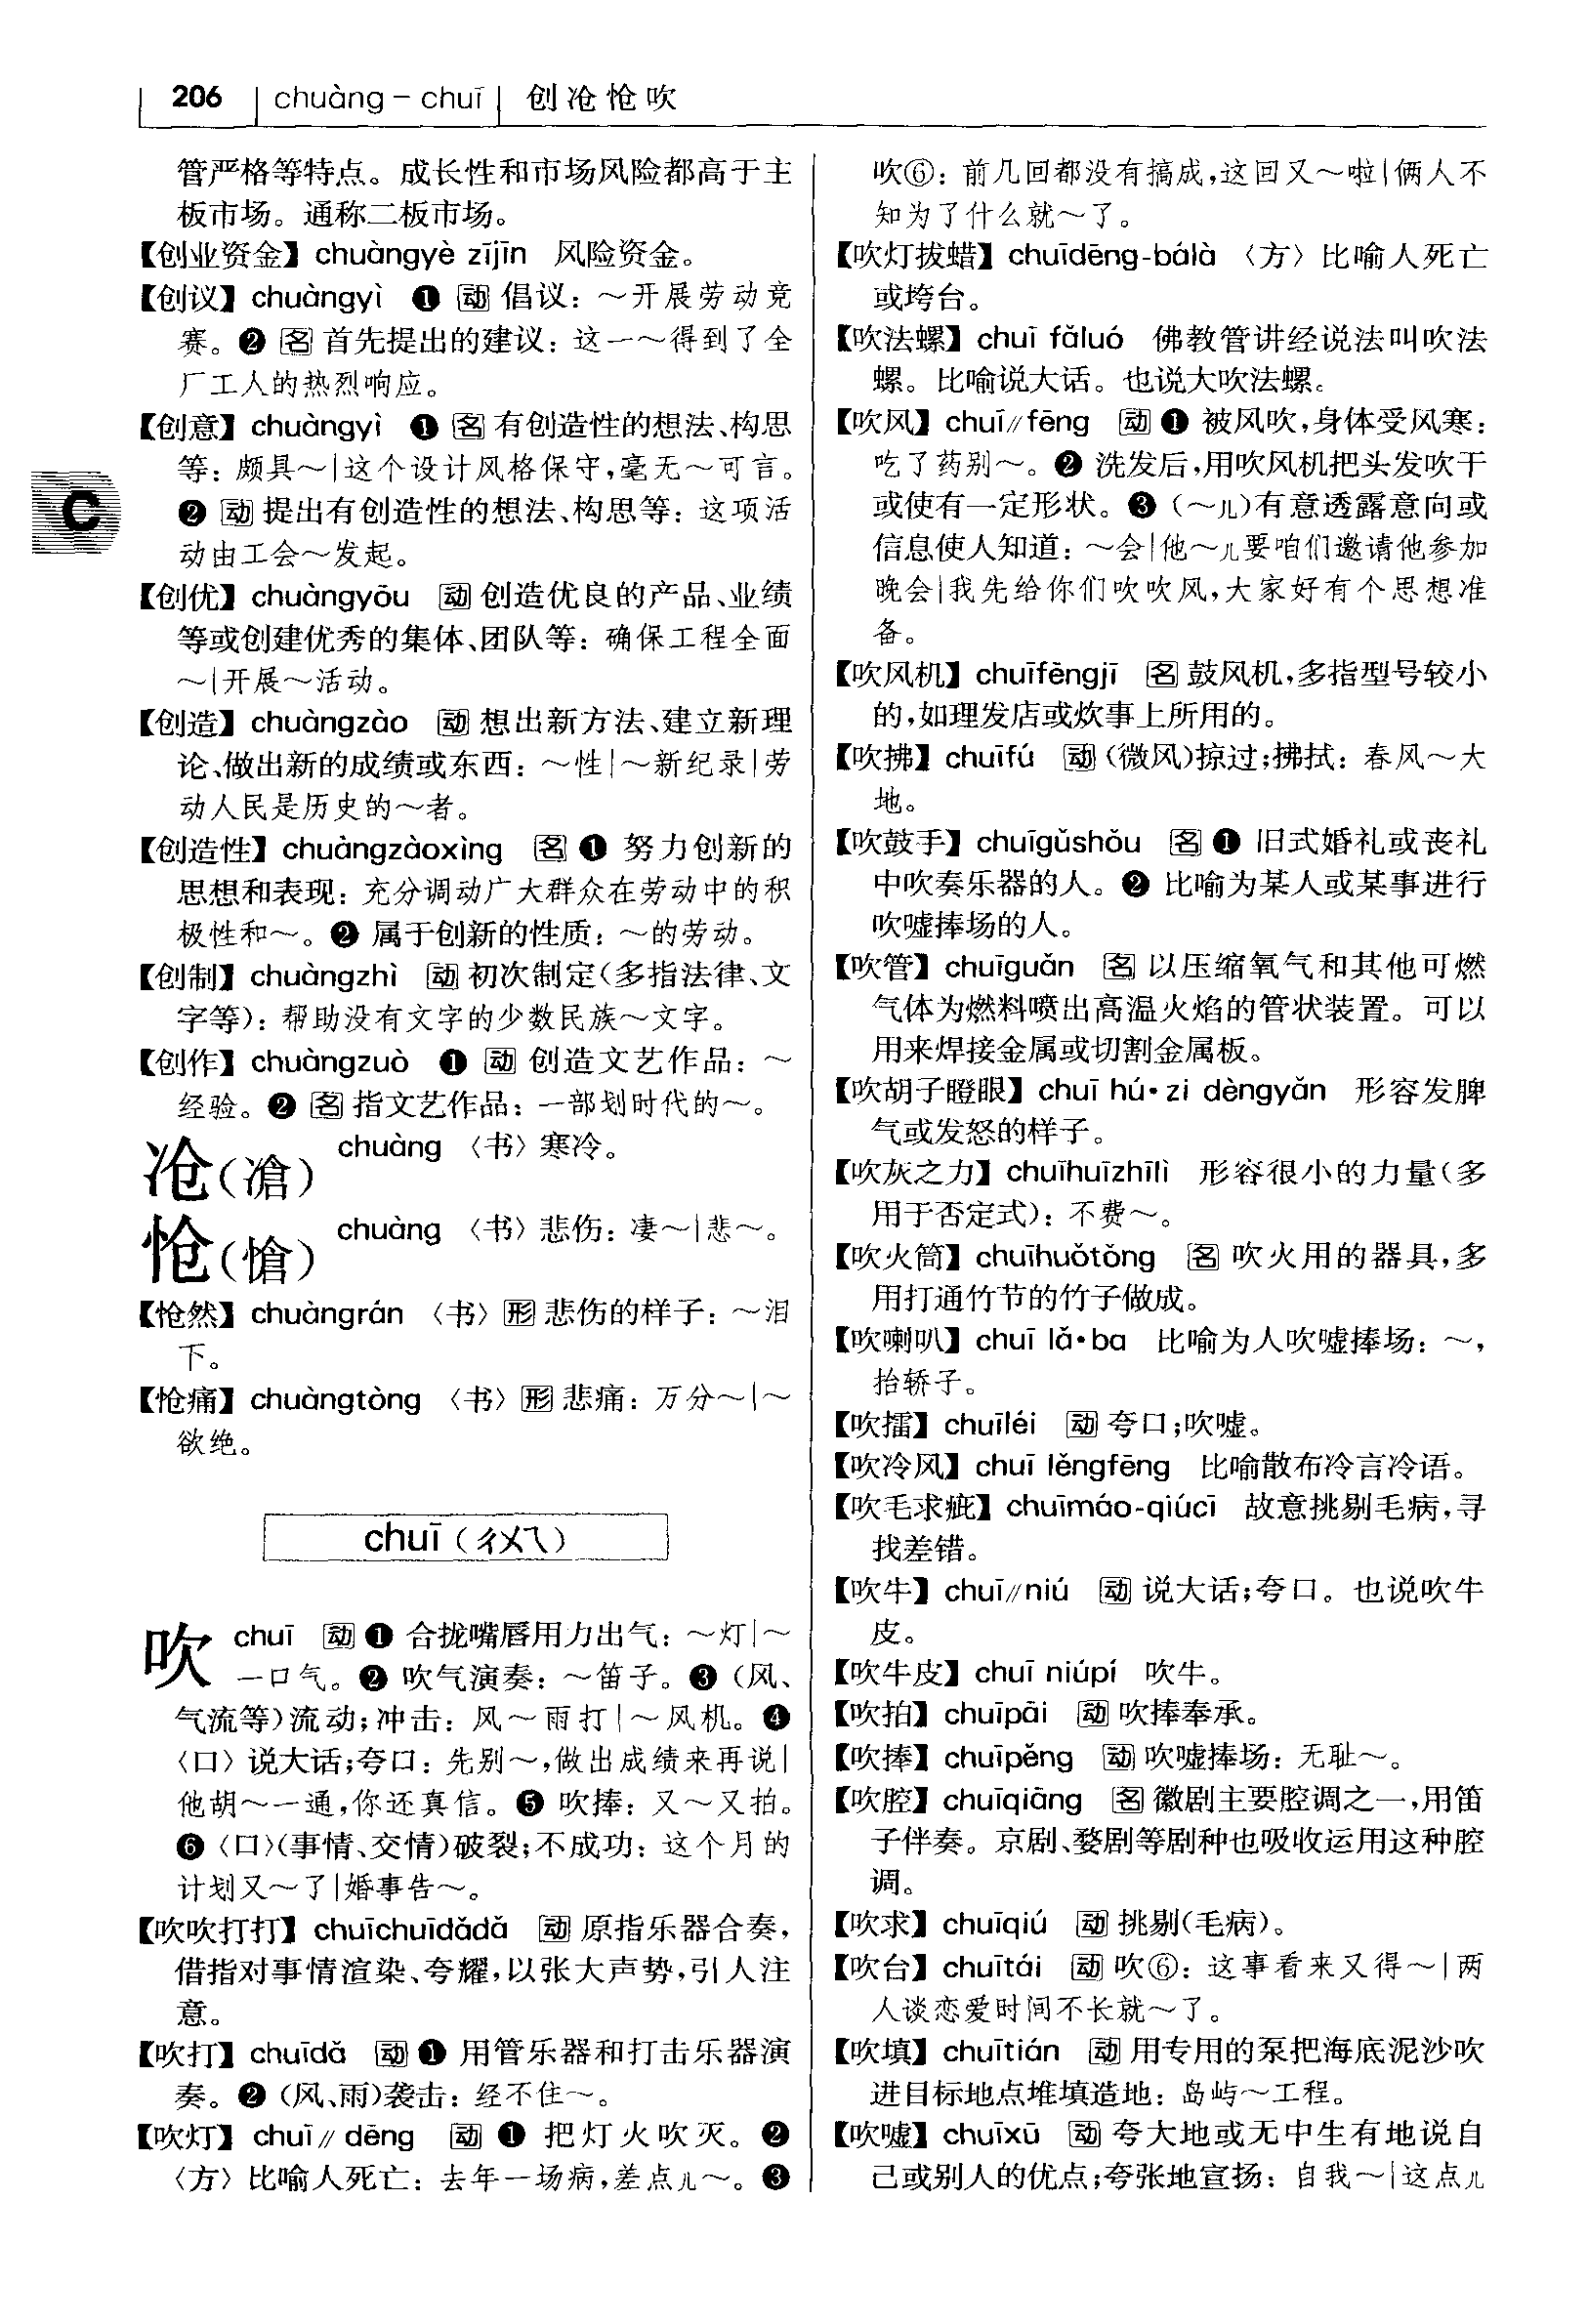 206 chuàng – chuī 创 沧 怆 吹
管严格等特点。成长性和市场风险都高于主
板市场。通称二板市场。
【创业资金】 chuàngyè zījīn 风险资金。
【创议】 chuàngyì ❶ 动 倡议：～开展劳动竞
赛。❷ 名 首先提出的建议：这一～得到了全
厂工人的热烈响应。
【创意】 chuàngyì ❶ 名 有创造性的想法、构思
等：颇具～|这个设计风格保守，毫无～可言。
❷ 动 提出有创造性的想法、构思等：这项活
动由工会～发起。
【创优】 chuàngyōu 动 创造优良的产品、业绩
等或创建优秀的集体、团队等：确保工程全面
～|开展～活动。
【创造】 chuàngzào 动 想出新方法、建立新理
论、做出新的成绩或东西：～性|～新纪录|劳
动人民是历史的～者。
【创造性】 chuàngzàoxìng 名 ❶ 努力创新的
思想和表现：充分调动广大群众在劳动中的积
极性和～。❷ 属于创新的性质：～的劳动。
【创制】 chuàngzhì 动 初次制定（多指法律、文
字等）：帮助没有文字的少数民族～文字。
【创作】 chuàngzuò ❶ 动 创造文艺作品：～
经验。❷ 名 指文艺作品：一部划时代的～。
沧（滄） chuàng 〈书〉寒冷。
怆（愴） chuàng 〈书〉悲伤：凄～|悲～。
【怆然】 chuàngrán 〈书〉 形 悲伤的样子：～泪
下。
【怆痛】 chuàngtòng 〈书〉 形 悲痛：万分～|～
欲绝。
chuī（ㄔㄨㄟ）
吹 chuī 动 ❶ 合拢嘴唇用力出气：～灯|～
一口气。❷ 吹气演奏：～笛子。❸（风、
气流等）流动；冲击：风～雨打|～风机。❹
〈口〉说大话；夸口：先别～，做出成绩来再说|
他胡～一通，你还真信。❺ 吹捧：又～又拍。
❻〈口〉（事情、交情）破裂；不成功：这个月的
计划又～了|婚事告～。
【吹吹打打】 chuīchuīdǎdǎ 动 原指乐器合奏，
借指对事情渲染、夸耀，以张大声势，引人注
意。
【吹打】 chuīdǎ 动 ❶ 用管乐器和打击乐器演
奏。❷（风、雨）袭击：经不住～。
【吹灯】 chuī∥dēng 动 ❶ 把灯火吹灭。❷
〈方〉比喻人死亡：去年一场病，差点儿～。❸
吹⑥：前几回都没有搞成，这回又～啦|俩人不
知为了什么就～了。
【吹灯拔蜡】 chuīdēng-bálà 〈方〉比喻人死亡
或垮台。
【吹法螺】 chuī fǎluó 佛教管讲经说法叫吹法
螺。比喻说大话。也说大吹法螺。
【吹风】 chuī∥fēng 动 ❶ 被风吹，身体受风寒：
吃了药别～。❷ 洗发后，用吹风机把头发吹干
或使有一定形状。❸（～儿）有意透露意向或
信息使人知道：～会|他～儿要咱们邀请他参加
晚会|我先给你们吹吹风，大家好有个思想准
备。
【吹风机】 chuīfēngjī 名 鼓风机，多指型号较小
的，如理发店或炊事上所用的。
【吹拂】 chuīfú 动（微风）掠过；拂拭：春风～大
地。
【吹鼓手】 chuīgǔshǒu 名 ❶ 旧式婚礼或丧礼
中吹奏乐器的人。❷ 比喻为某人或某事进行
吹嘘捧场的人。
【吹管】 chuīguǎn 名 以压缩氧气和其他可燃
气体为燃料喷出高温火焰的管状装置。可以
用来焊接金属或切割金属板。
【吹胡子瞪眼】 chuī hú·zi dèngyǎn 形容发脾
气或发怒的样子。
【吹灰之力】 chuīhuīzhīlì 形容很小的力量（多
用于否定式）：不费～。
【吹火筒】 chuīhuǒtǒng 名 吹火用的器具，多
用打通竹节的竹子做成。
【吹喇叭】 chuī lǎ·ba 比喻为人吹嘘捧场：～，
抬轿子。
【吹擂】 chuīléi 动 夸口；吹嘘。
【吹冷风】 chuī lěngfēng 比喻散布冷言冷语。
【吹毛求疵】 chuīmáo-qiúcī 故意挑剔毛病，寻
找差错。
【吹牛】 chuī∥niú 动 说大话；夸口。也说吹牛
皮。
【吹牛皮】 chuī niúpí 吹牛。
【吹拍】 chuīpāi 动 吹捧奉承。
【吹捧】 chuīpěng 动 吹嘘捧场：无耻～。
【吹腔】 chuīqiāng 名 徽剧主要腔调之一，用笛
子伴奏。京剧、婺剧等剧种也吸收运用这种腔
调。
【吹求】 chuīqiú 动 挑剔（毛病）。
【吹台】 chuītái 动 吹⑥：这事看来又得～|两
人谈恋爱时间不长就～了。
【吹填】 chuītián 动 用专用的泵把海底泥沙吹
进目标地点堆填造地：岛屿～工程。
【吹嘘】 chuīxū 动 夸大地或无中生有地说自
己或别人的优点；夸张地宣扬：自我～|这点儿
C